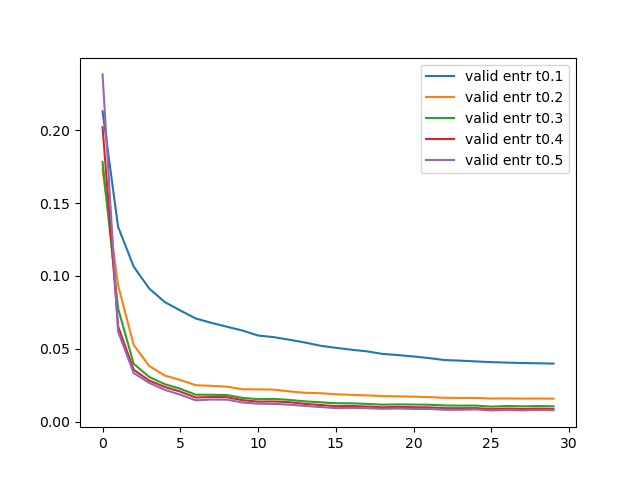 valid entr t0.1
valid entr t0.2
valid entr t0.3
valid entr t0.4
valid entr t0.5
0.20
0.15
0.10
0.05
0.00
0 5 10 15 20 25 30